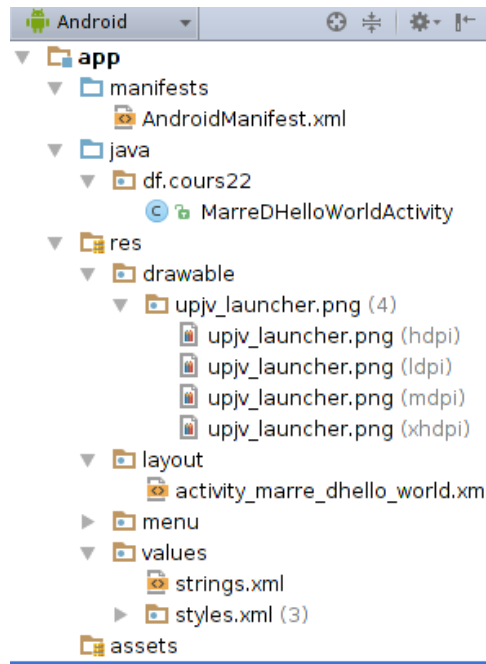 Android
app
manifests
AndroidManifest.xml
java
df.cours22
MarreDHelloWorldActivity
res
drawable
upjv_launcher.png (4)
upjv_launcher.png (hdpi)
upjv_launcher.png (ldpi)
upjv_launcher.png (mdpi)
upjv_launcher.png (xhdpi)
layout
activity_marre_dhello_world.xm
menu
values
strings.xml
styles.xml (3)
assets